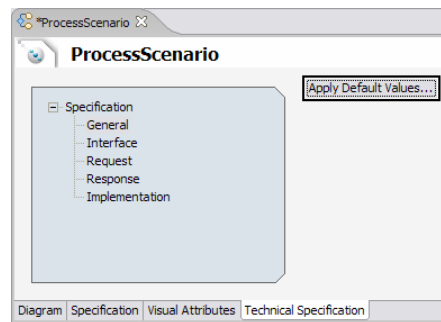 *ProcessScenario
ProcessScenario
Apply Default Values...
Specification
General
Interface
Request
Response
Implementation
Diagram Specification Visual Attributes Technical Specification